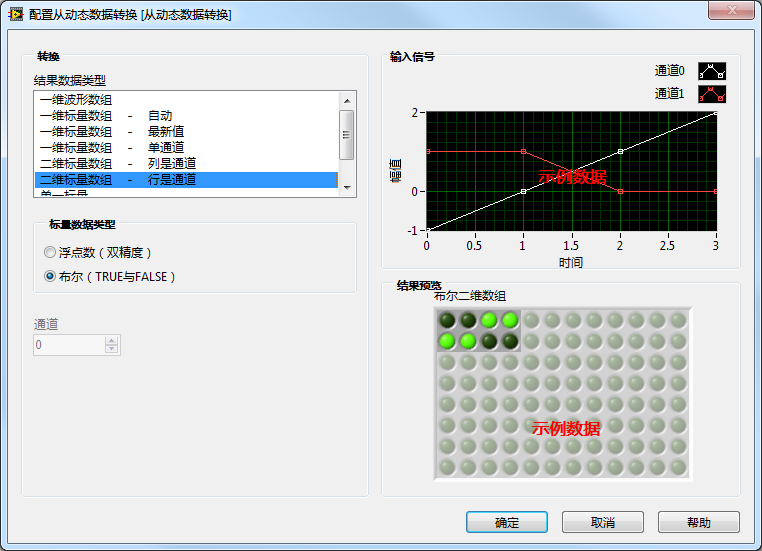 配置从动态数据转换 [从动态数据转换]
转换
结果数据类型
一维波形数组
一维标量数组 - 自动
一维标量数组 - 最新值
一维标量数组 - 单通道
二维标量数组 - 列是通道
二维标量数组 - 行是通道
单一标量
标量数据类型
浮点数（双精度）
布尔（TRUE与FALSE）
通道
0
输入信号
通道0
通道1
2
0
-1
幅值
示例数据
0 0.5 1 1.5 2 2.5 3
时间
结果预览
布尔二维数组
示例数据
确定 取消 帮助